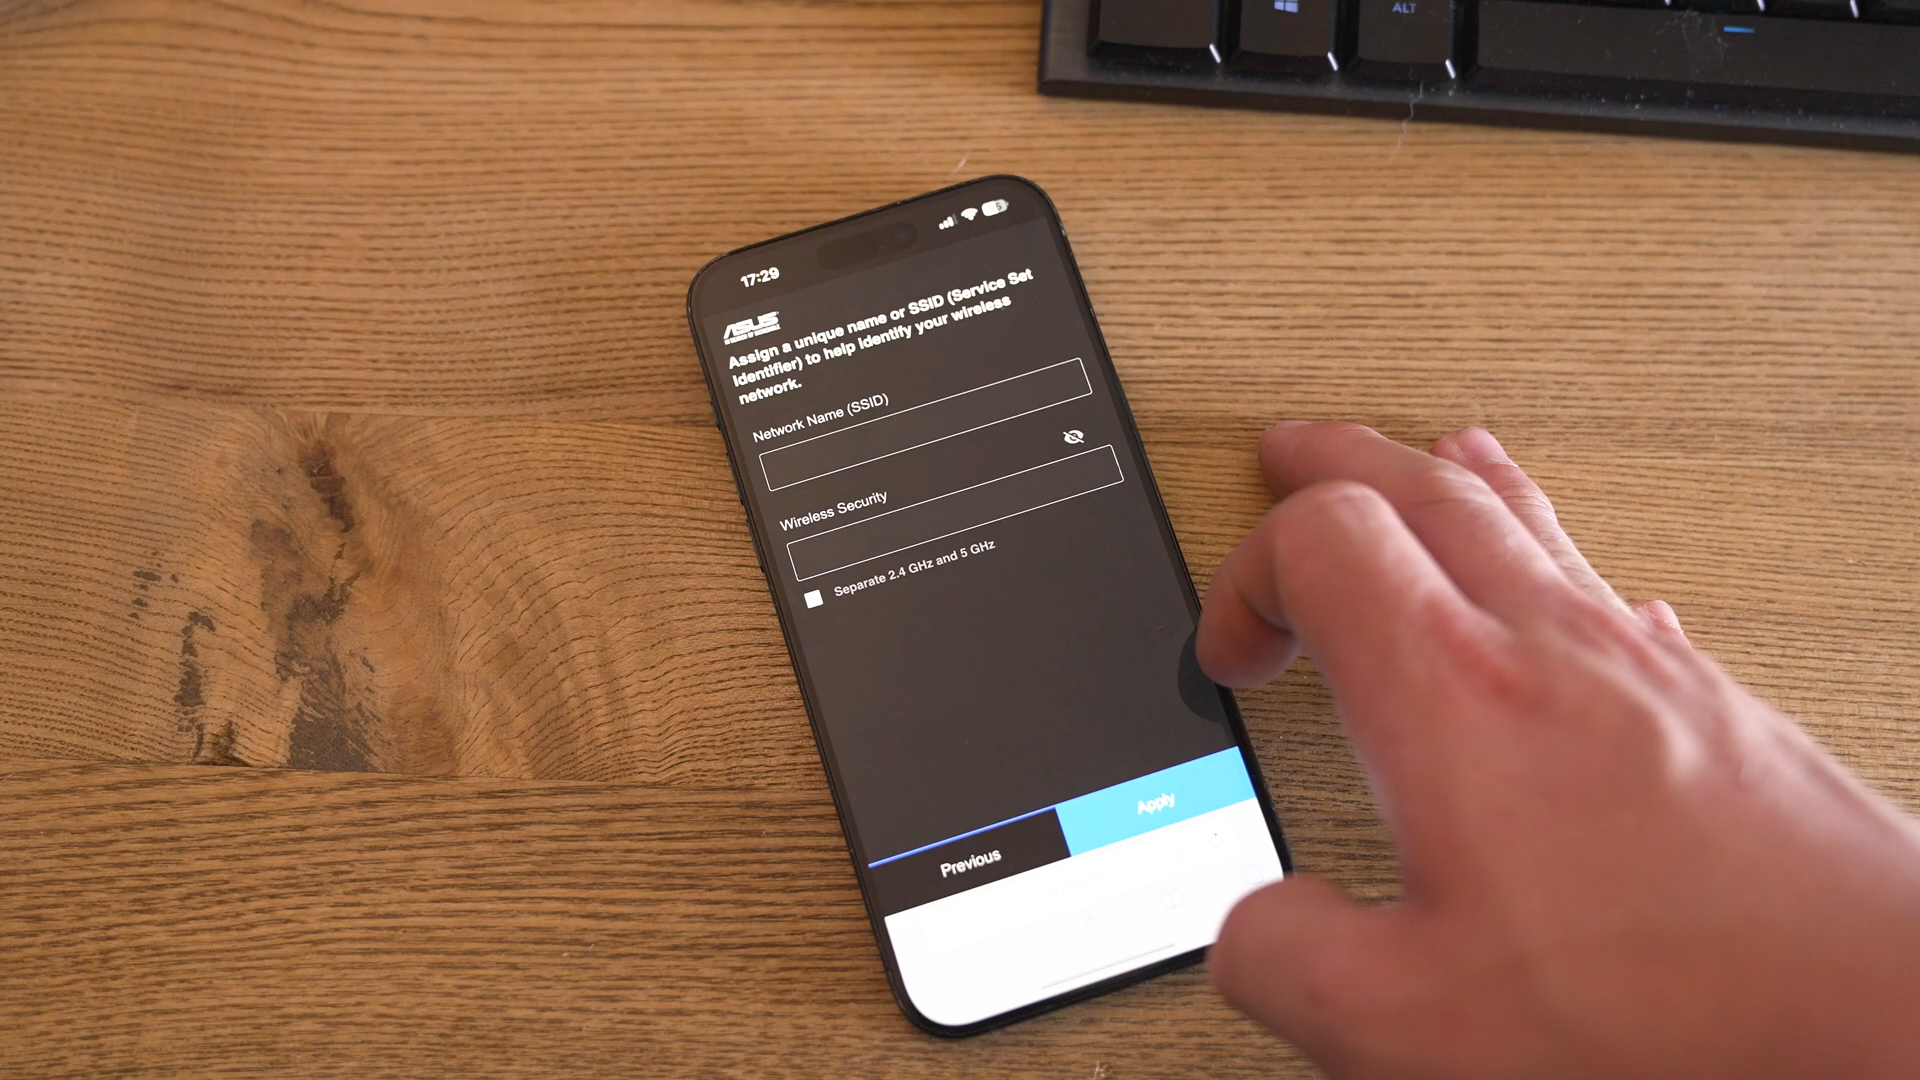 ALT
17:29
ASUS
Assign a unique name or SSID (Service Set
Identifier) to help identify your wireless
network.
Network Name (SSID)
Wireless Security
Separate 2.4 GHz and 5 GHz
Previous
Apply